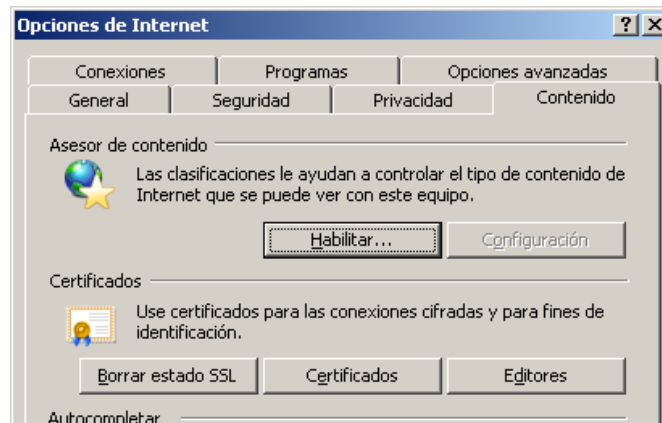 Opciones de Internet
Conexiones Programas Opciones avanzadas
General Seguridad Privacidad Contenido
Asesor de contenido
Las clasificaciones le ayudan a controlar el tipo de contenido de
Internet que se puede ver con este equipo.
Habilitar... Configuración
Certificados
Use certificados para las conexiones cifradas y para fines de
identificación.
Borrar estado SSL Certificados Editores
Autocompletar